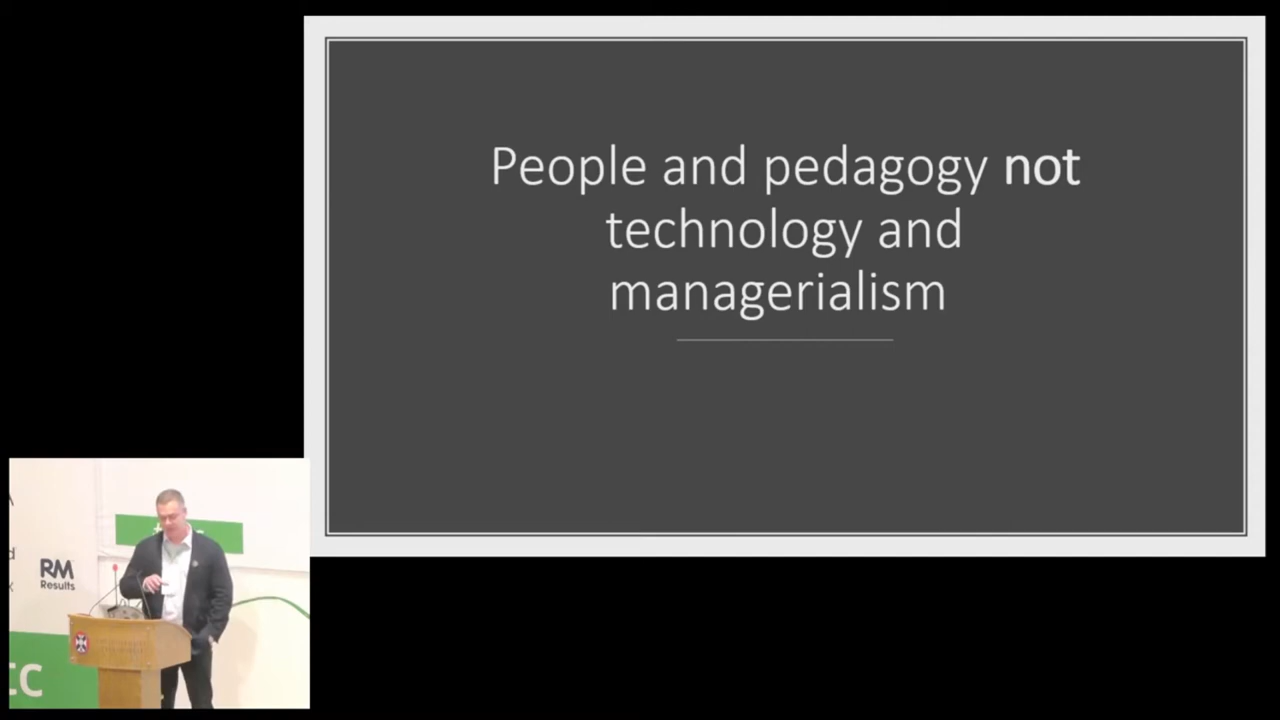 People and pedagogy not
technology and
managerialism
RM
Results